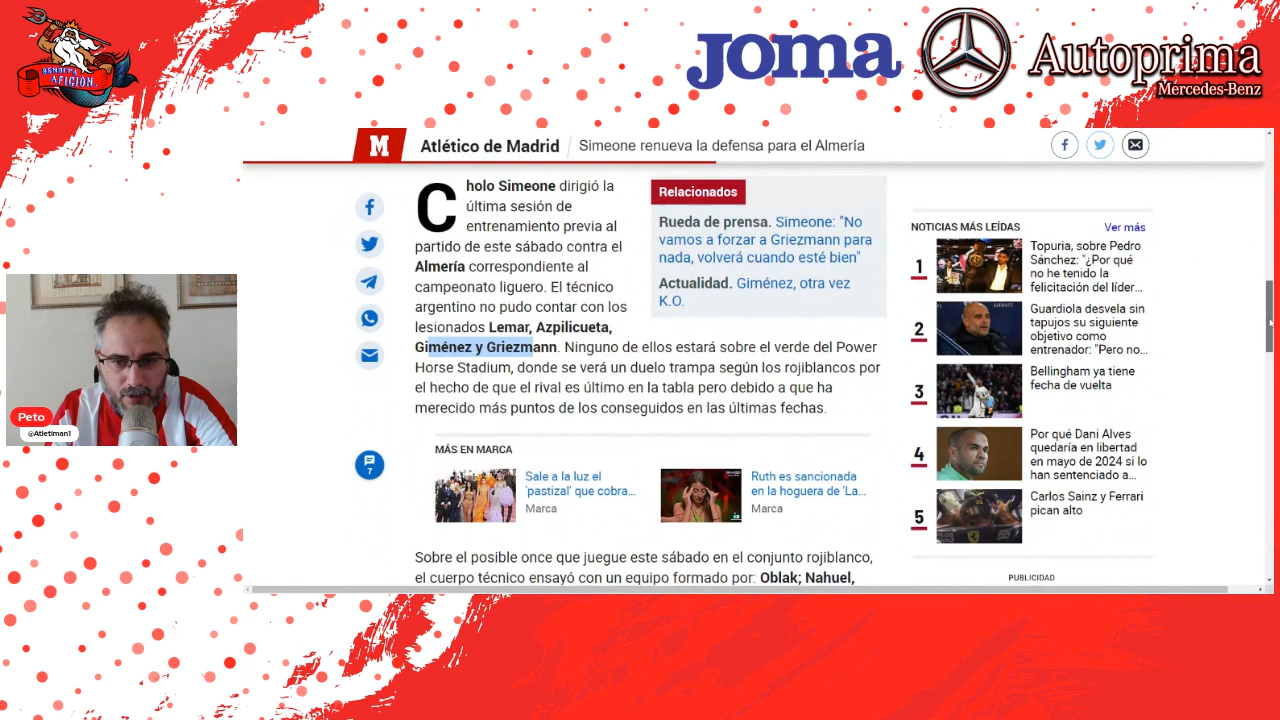 BENDITA
AFICIÓN
Joma
Autoprima
Mercedes-Benz
M
Atlético de Madrid
Simeone renueva la defensa para el Almería
Cholo Simeone dirigió la
última sesión de
entrenamiento previa al
partido de este sábado contra el
Almería correspondiente al
campeonato liguero. El técnico
argentino no pudo contar con los
lesionados Lemar, Azpilicueta,
Giménez y Griezmann. Ninguno de ellos estará sobre el verde del Power
Horse Stadium, donde se verá un duelo trampa según los rojiblancos por
el hecho de que el rival es último en la tabla pero debido a que ha
merecido más puntos de los conseguidos en las últimas fechas.
Relacionados
Rueda de prensa. Simeone: "No
vamos a forzar a Griezmann para
nada, volverá cuando esté bien"
Actualidad. Giménez, otra vez
K.O.
7
MÁS EN MARCA
Sale a la luz el
'pastizal' que cobra...
Marca
Ruth es sancionada
en la hoguera de 'La...
Marca
Sobre el posible once que juegue este sábado en el conjunto rojiblanco,
el cuerpo técnico ensayó con un equipo formado por: Oblak; Nahuel,
NOTICIAS MÁS LEÍDAS
Ver más
1
Topuria, sobre Pedro
Sánchez: "¿Por qué
no he tenido la
felicitación del líder...
2
Guardiola desvela sin
tapujos su siguiente
objetivo como
entrenador: "Pero no...
3
Bellingham ya tiene
fecha de vuelta
4
Por qué Dani Alves
quedaría en libertad
en mayo de 2024 si lo
han sentenciado a...
5
Carlos Sainz y Ferrari
pican alto
PUBLICIDAD
Peto
@Atletiman1